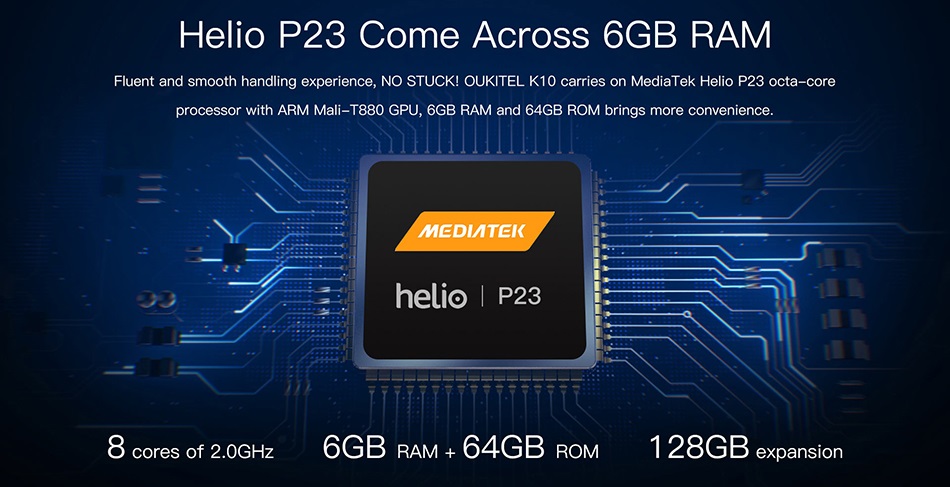 Helio P23 Come Across 6GB RAM
Fluent and smooth handling experience, NO STUCK! OUKITEL K10 carries on MediaTek Helio P23 octa-core
processor with ARM Mali-T880 GPU, 6GB RAM and 64GB ROM brings more convenience.
MEDIATEK
helio | P23
8 cores of 2.0GHz 6GB RAM + 64GB ROM 128GB expansion